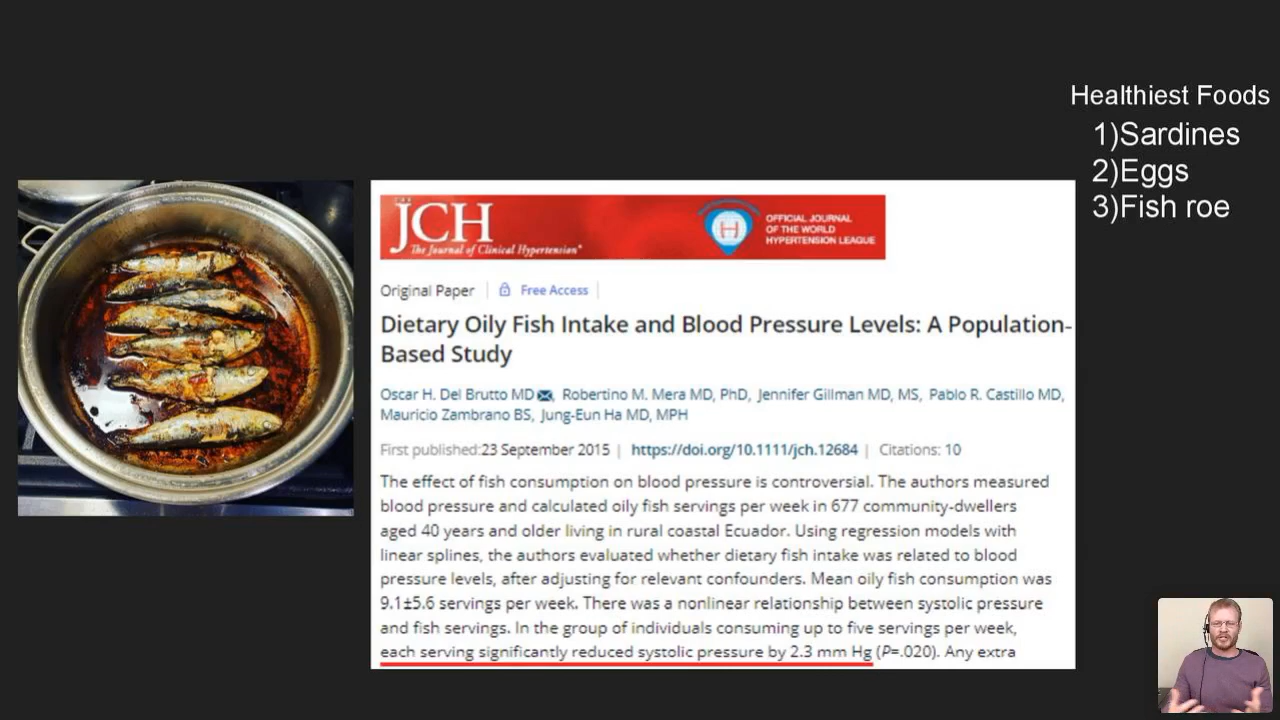 Healthiest Foods
1)Sardines
2)Eggs
3)Fish roe
THE
JCH
The Journal of Clinical Hypertension
OFFICIAL JOURNAL
OF THE WORLD
HYPERTENSION LEAGUE
Original Paper | Free Access |
Dietary Oily Fish Intake and Blood Pressure Levels: A Population-
Based Study
Oscar H. Del Brutto MD, Robertino M. Mera MD, PhD, Jennifer Gillman MD, MS, Pablo R. Castillo MD,
Mauricio Zambrano BS, Jung-Eun Ha MD, MPH
First published:23 September 2015 | https://doi.org/10.1111/jch.12684 | Citations: 10
The effect of fish consumption on blood pressure is controversial. The authors measured
blood pressure and calculated oily fish servings per week in 677 community-dwellers
aged 40 years and older living in rural coastal Ecuador. Using regression models with
linear splines, the authors evaluated whether dietary fish intake was related to blood
pressure levels, after adjusting for relevant confounders. Mean oily fish consumption was
9.1±5.6 servings per week. There was a nonlinear relationship between systolic pressure
and fish servings. In the group of individuals consuming up to five servings per week,
each serving significantly reduced systolic pressure by 2.3 mm Hg (P=.020). Any extra